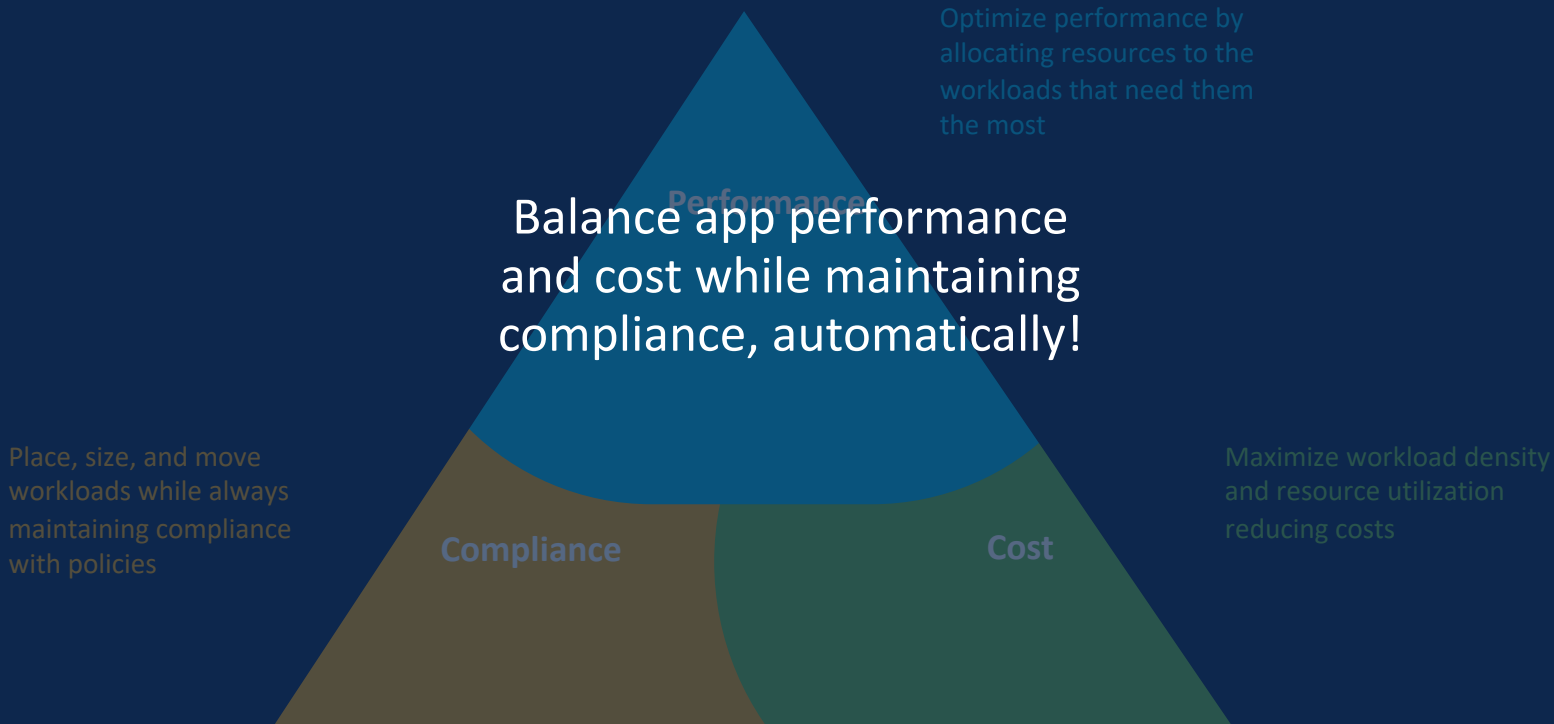 Optimize performance by
allocating resources to the
workloads that need them
the most
Performance
Balance app performance
and cost while maintaining
compliance, automatically!
Place, size, and move
workloads while always
maintaining compliance
with policies
Compliance
Cost
Maximize workload density
and resource utilization
reducing costs